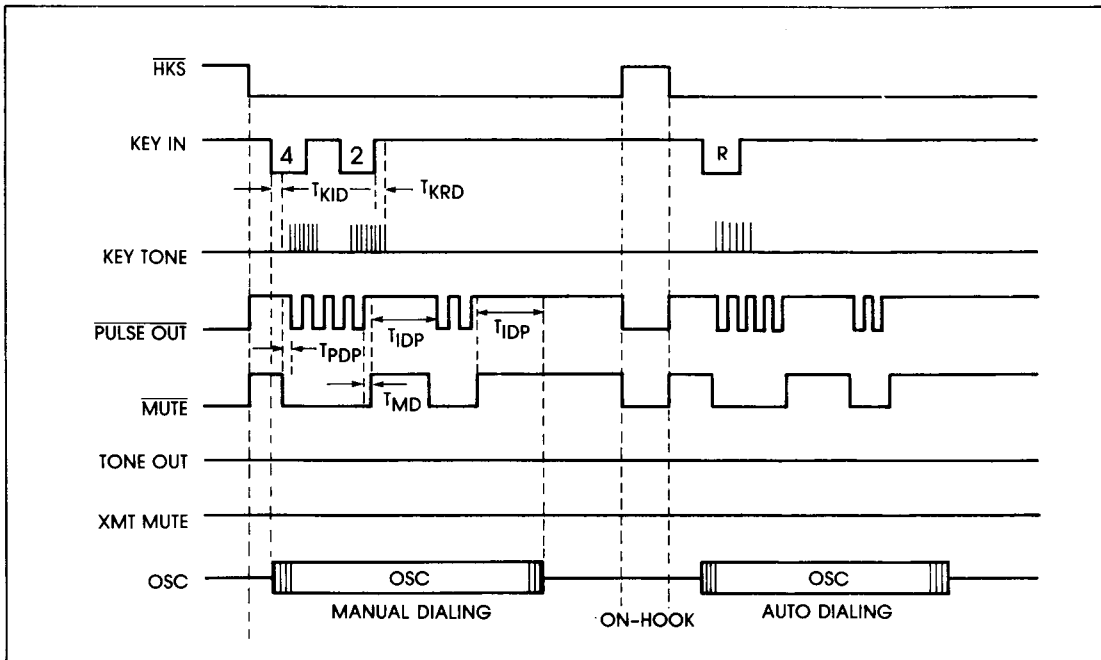 HKS
KEY IN
4
2
R
TKID
TKRD
KEY TONE
PULSE OUT
TPDP
TIDP
TIDP
MUTE
TMD
TONE OUT
XMT MUTE
OSC
OSC
OSC
MANUAL DIALING
ON-HOOK
AUTO DIALING